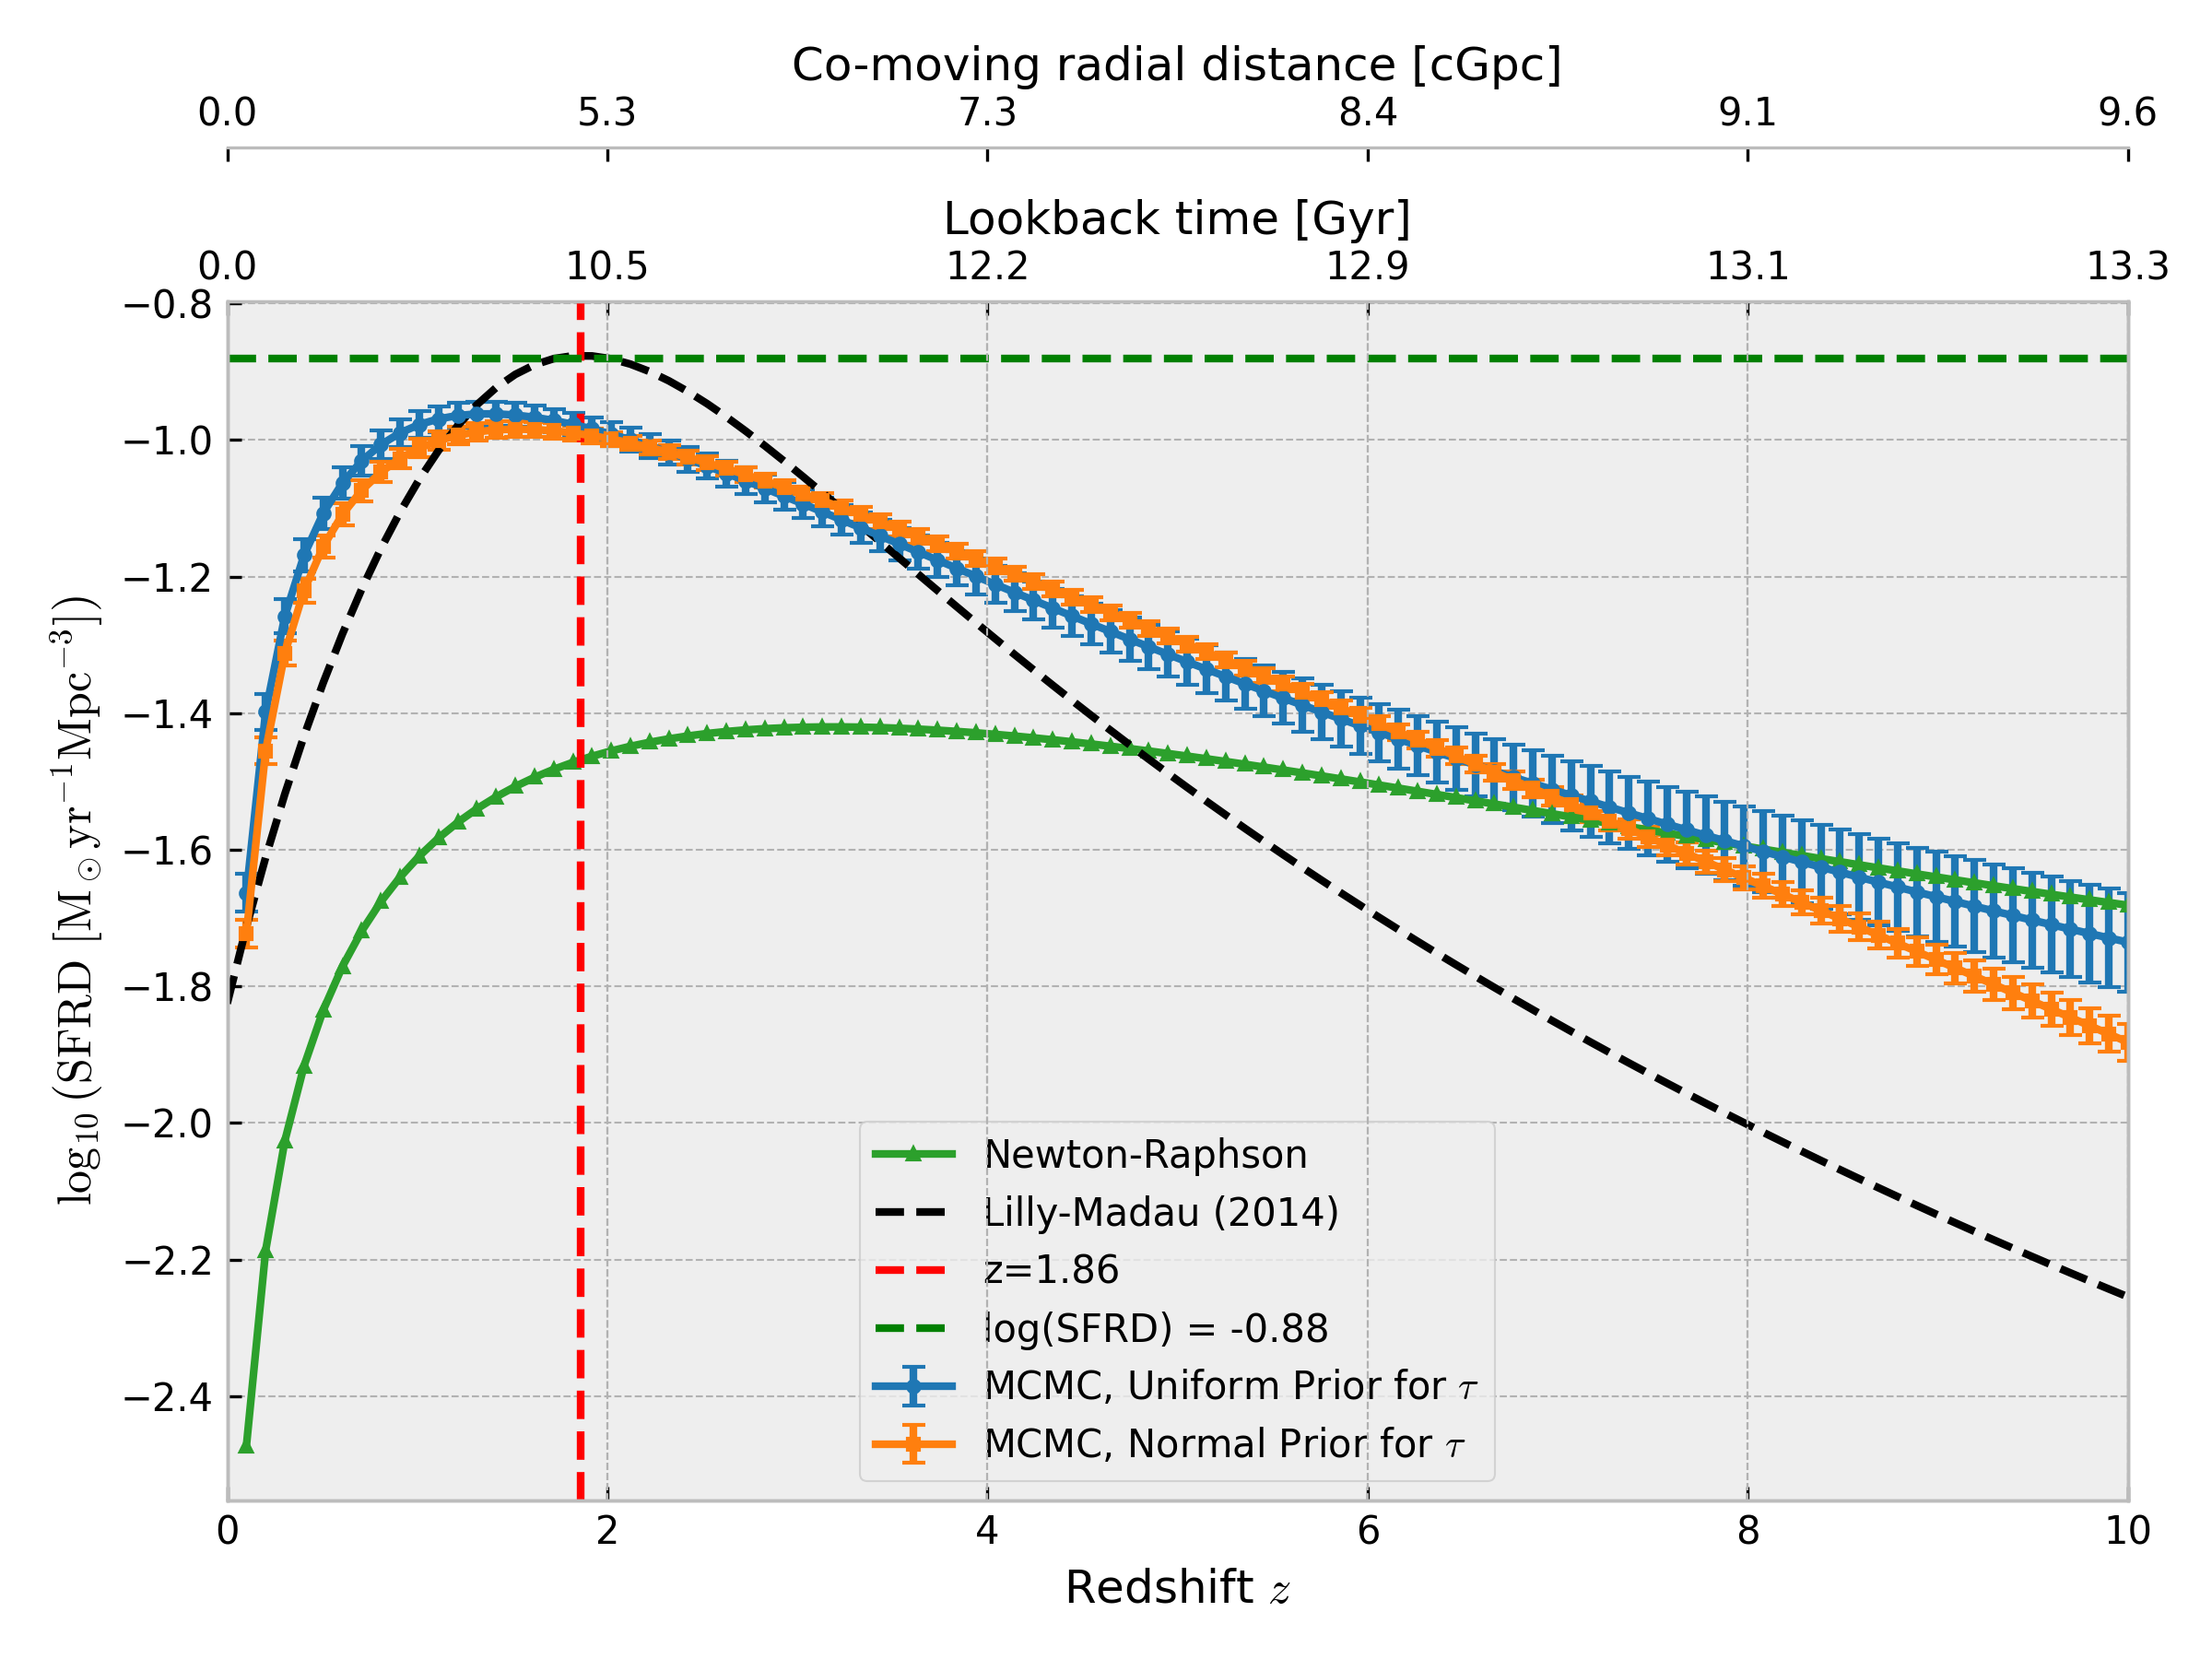 Co-moving radial distance [cGpc]
0.0 5.3 7.3 8.4 9.1 9.6
Lookback time [Gyr]
0.0 10.5 12.2 12.9 13.1 13.3
−0.8
−1.0
−1.2
−1.4
−1.6
−1.8
−2.0
−2.2
−2.4
log₁₀(SFRD [M⊙yr⁻¹Mpc⁻³])
Newton-Raphson
Lilly-Madau (2014)
z=1.86
log(SFRD) = -0.88
MCMC, Uniform Prior for τ
MCMC, Normal Prior for τ
0 2 4 6 8 10
Redshift z